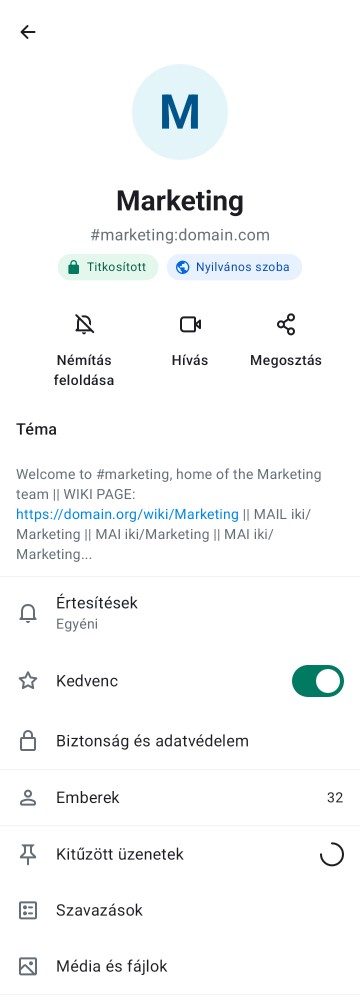 M
Marketing
#marketing:domain.com
Titkosított
Nyilvános szoba
Némítás
feloldása
Hívás
Megosztás
Téma
Welcome to #marketing, home of the Marketing
team || WIKI PAGE:
https://domain.org/wiki/Marketing || MAIL iki/
Marketing || MAI iki/Marketing || MAI iki/
Marketing...
Értesítések
Egyéni
Kedvenc
Biztonság és adatvédelem
Emberek
32
Kitűzött üzenetek
Szavazások
Média és fájlok